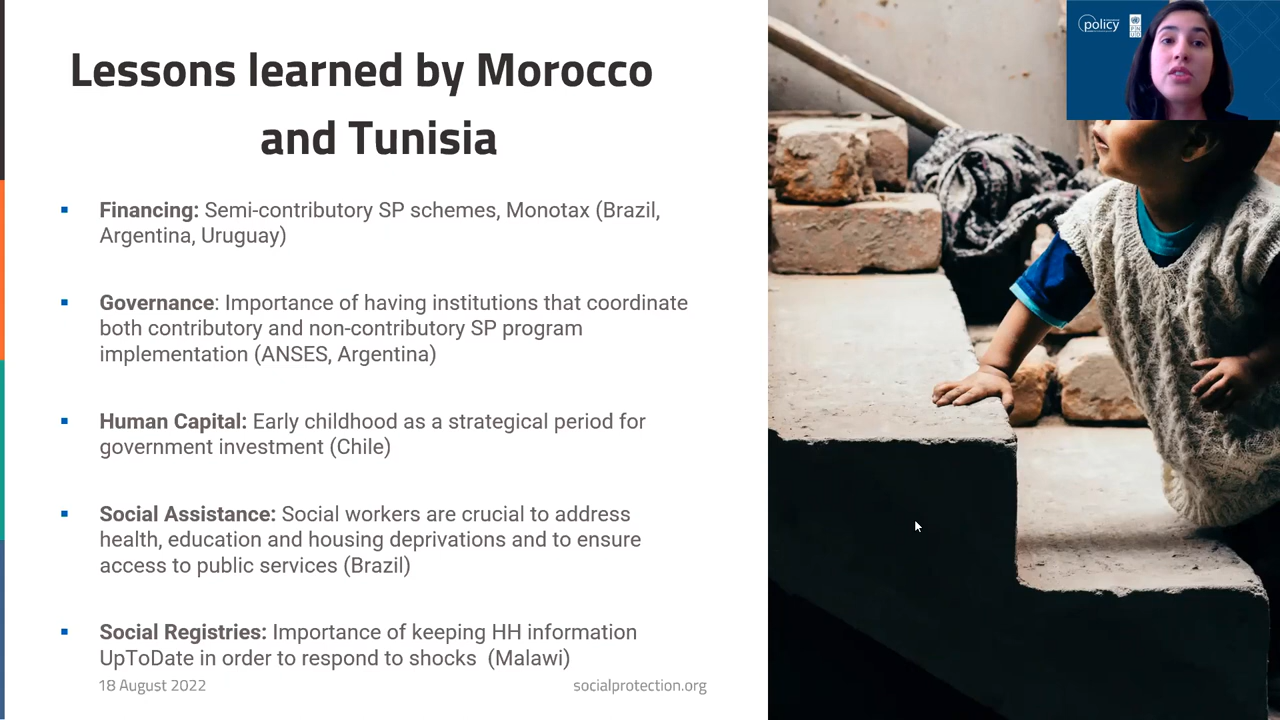 Lessons learned by Morocco
and Tunisia
▪ Financing: Semi-contributory SP schemes, Monotax (Brazil,
Argentina, Uruguay)
▪ Governance: Importance of having institutions that coordinate
both contributory and non-contributory SP program
implementation (ANSES, Argentina)
▪ Human Capital: Early childhood as a strategical period for
government investment (Chile)
▪ Social Assistance: Social workers are crucial to address
health, education and housing deprivations and to ensure
access to public services (Brazil)
▪ Social Registries: Importance of keeping HH information
UpToDate in order to respond to shocks  (Malawi)
18 August 2022
socialprotection.org
policy